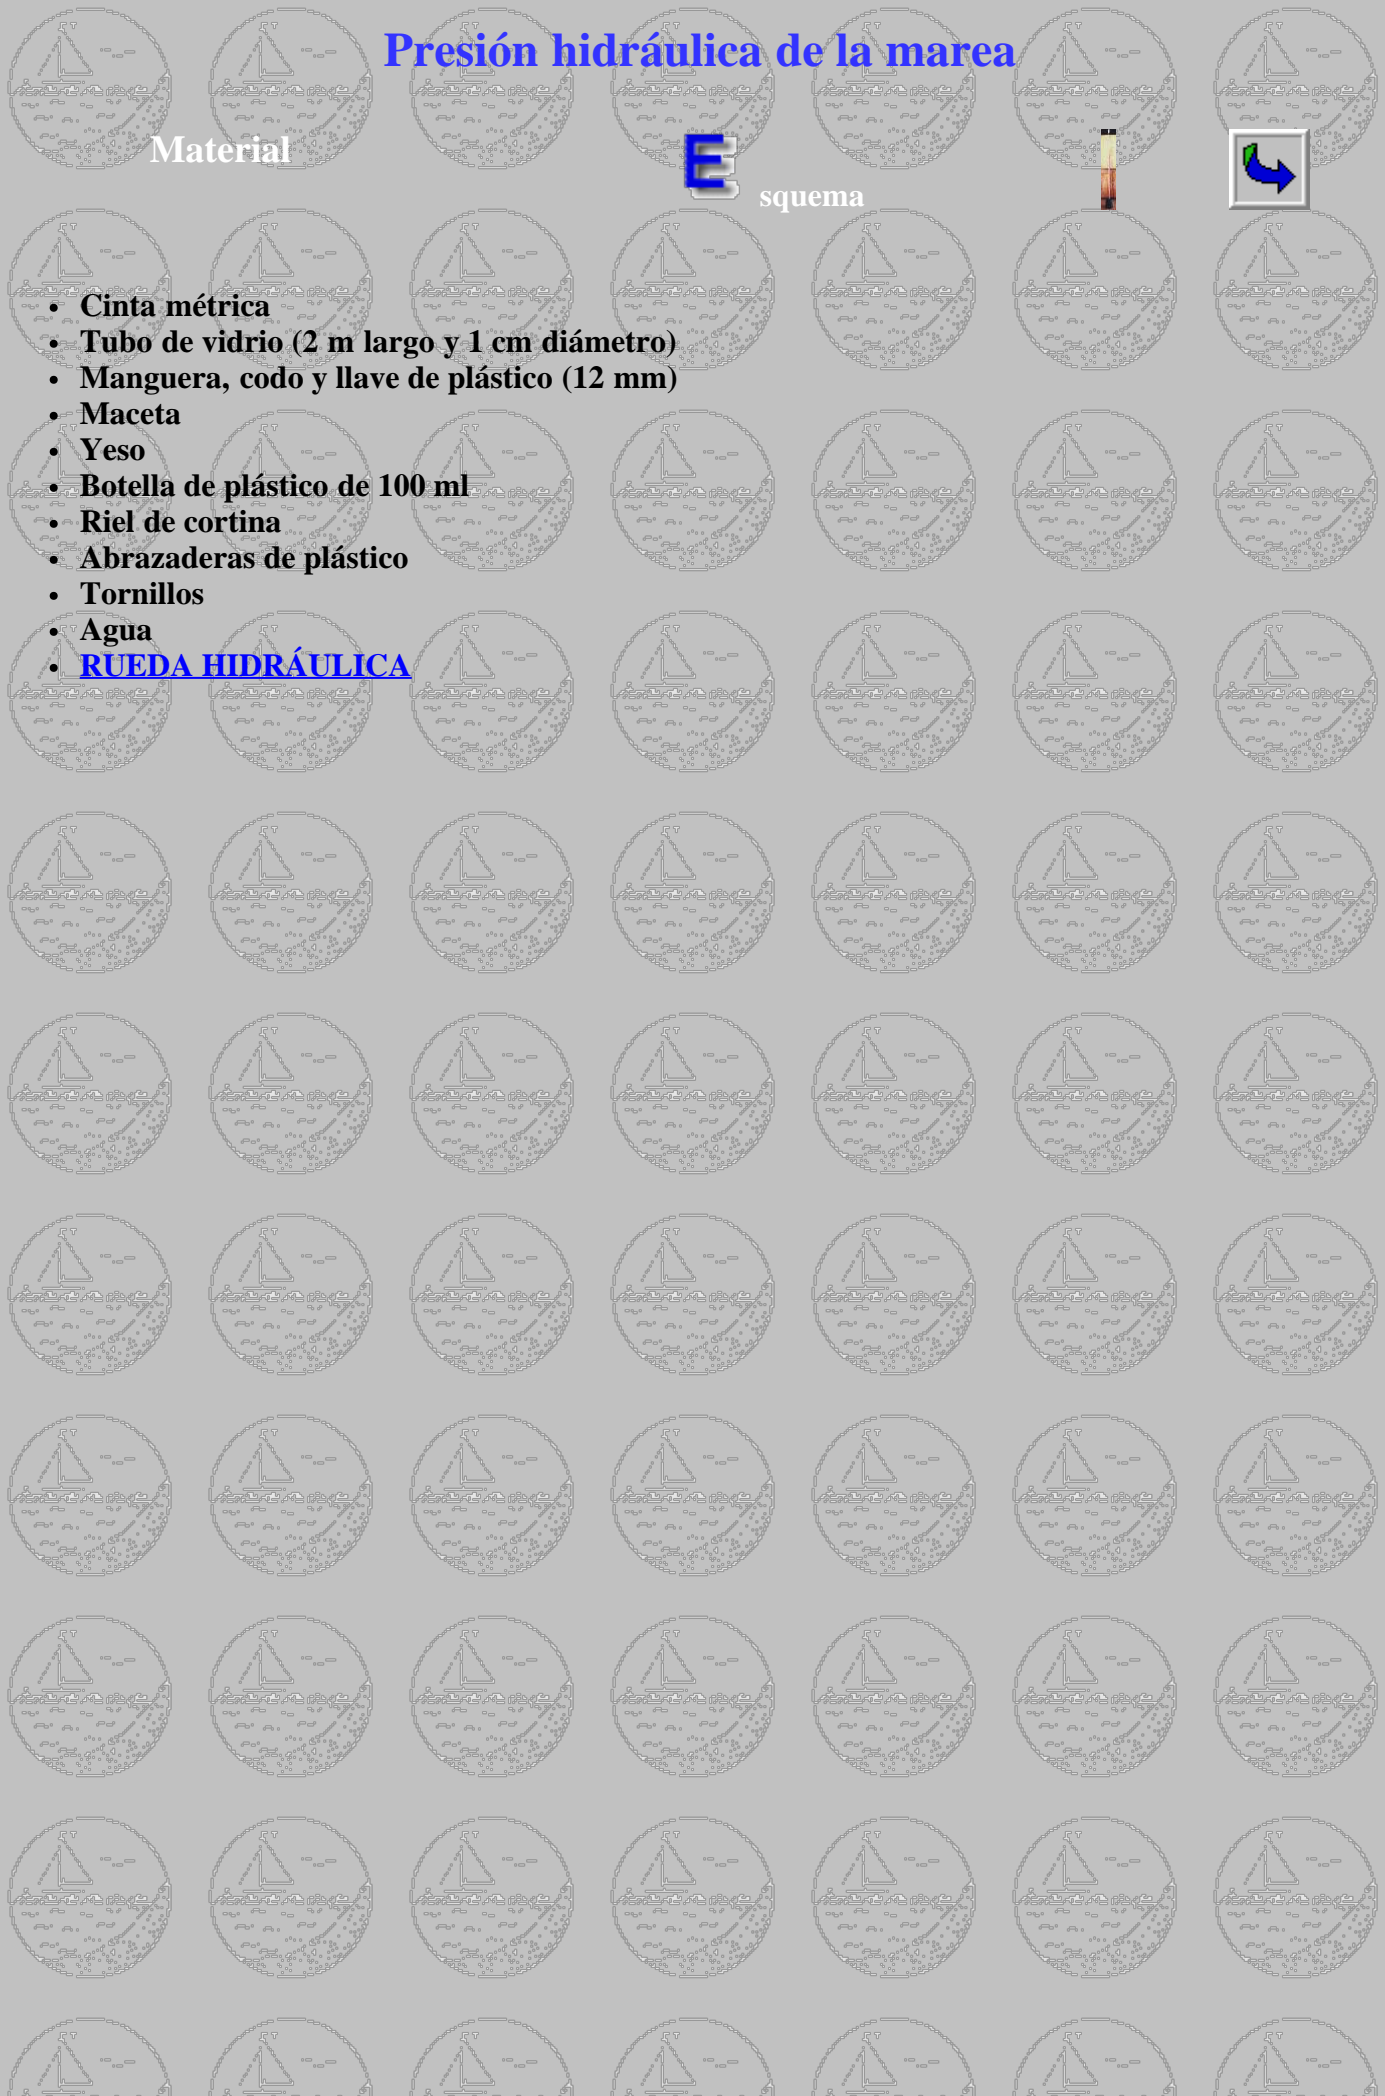 Presión hidráulica de la marea
Material
Esquema
Cinta métrica
Tubo de vidrio (2 m largo y 1 cm diámetro)
Manguera, codo y llave de plástico (12 mm)
Maceta
Yeso
Botella de plástico de 100 ml
Riel de cortina
Abrazaderas de plástico
Tornillos
Agua
RUEDA HIDRÁULICA